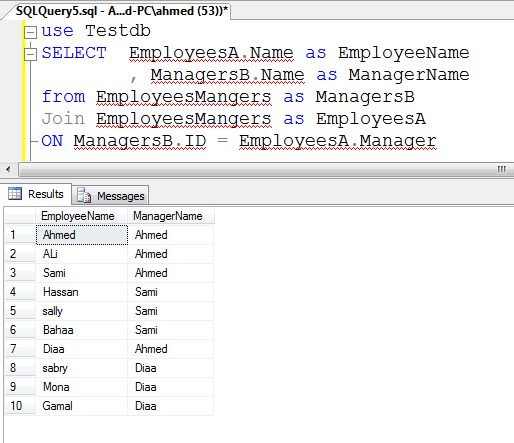 SQLQuery5.sql - A...d-PC\ahmed (53))*
use Testdb
SELECT EmployeesA.Name as EmployeeName
, ManagersB.Name as ManagerName
from EmployeesMangers as ManagersB
Join EmployeesMangers as EmployeesA
ON ManagersB.ID = EmployeesA.Manager
Results Messages
EmployeeName ManagerName
1 Ahmed Ahmed
2 ALi Ahmed
3 Sami Ahmed
4 Hassan Sami
5 sally Sami
6 Bahaa Sami
7 Diaa Ahmed
8 sabry Diaa
9 Mona Diaa
10 Gamal Diaa